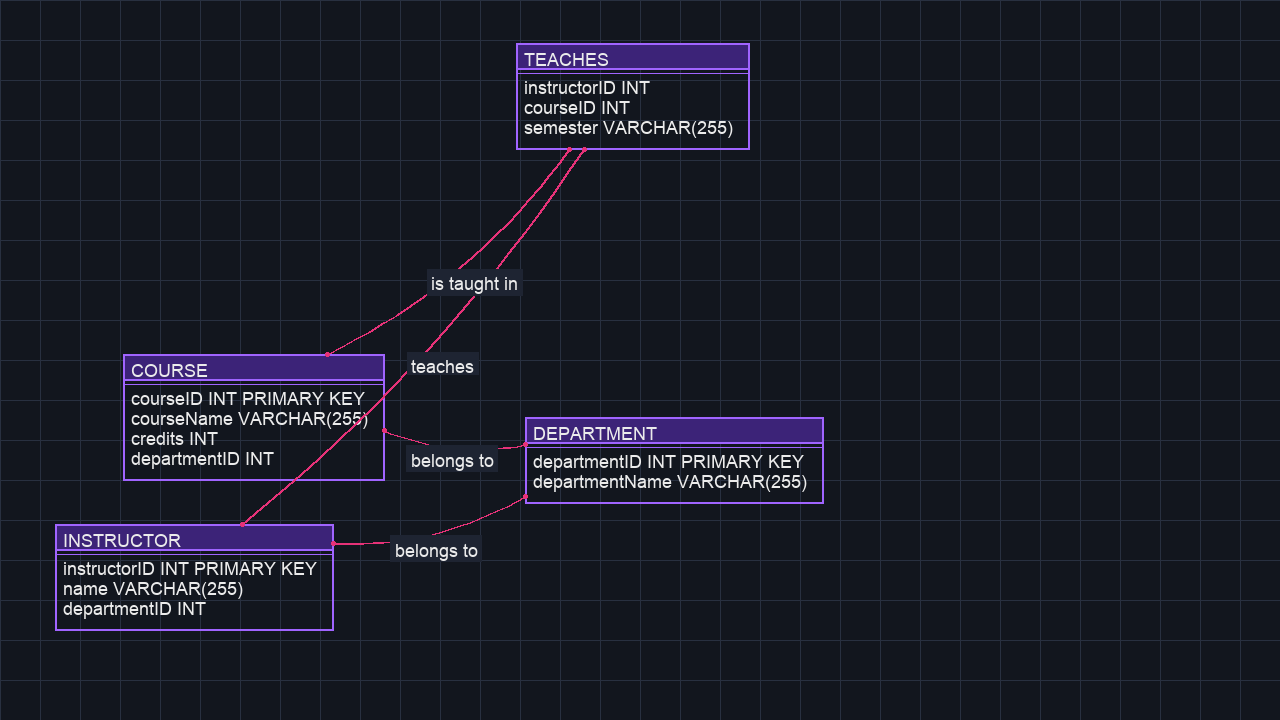 TEACHES
instructorID INT
courseID INT
semester VARCHAR(255)
is taught in
teaches
COURSE
courseID INT PRIMARY KEY
courseName VARCHAR(255)
credits INT
departmentID INT
belongs to
DEPARTMENT
departmentID INT PRIMARY KEY
departmentName VARCHAR(255)
INSTRUCTOR
instructorID INT PRIMARY KEY
name VARCHAR(255)
departmentID INT
belongs to